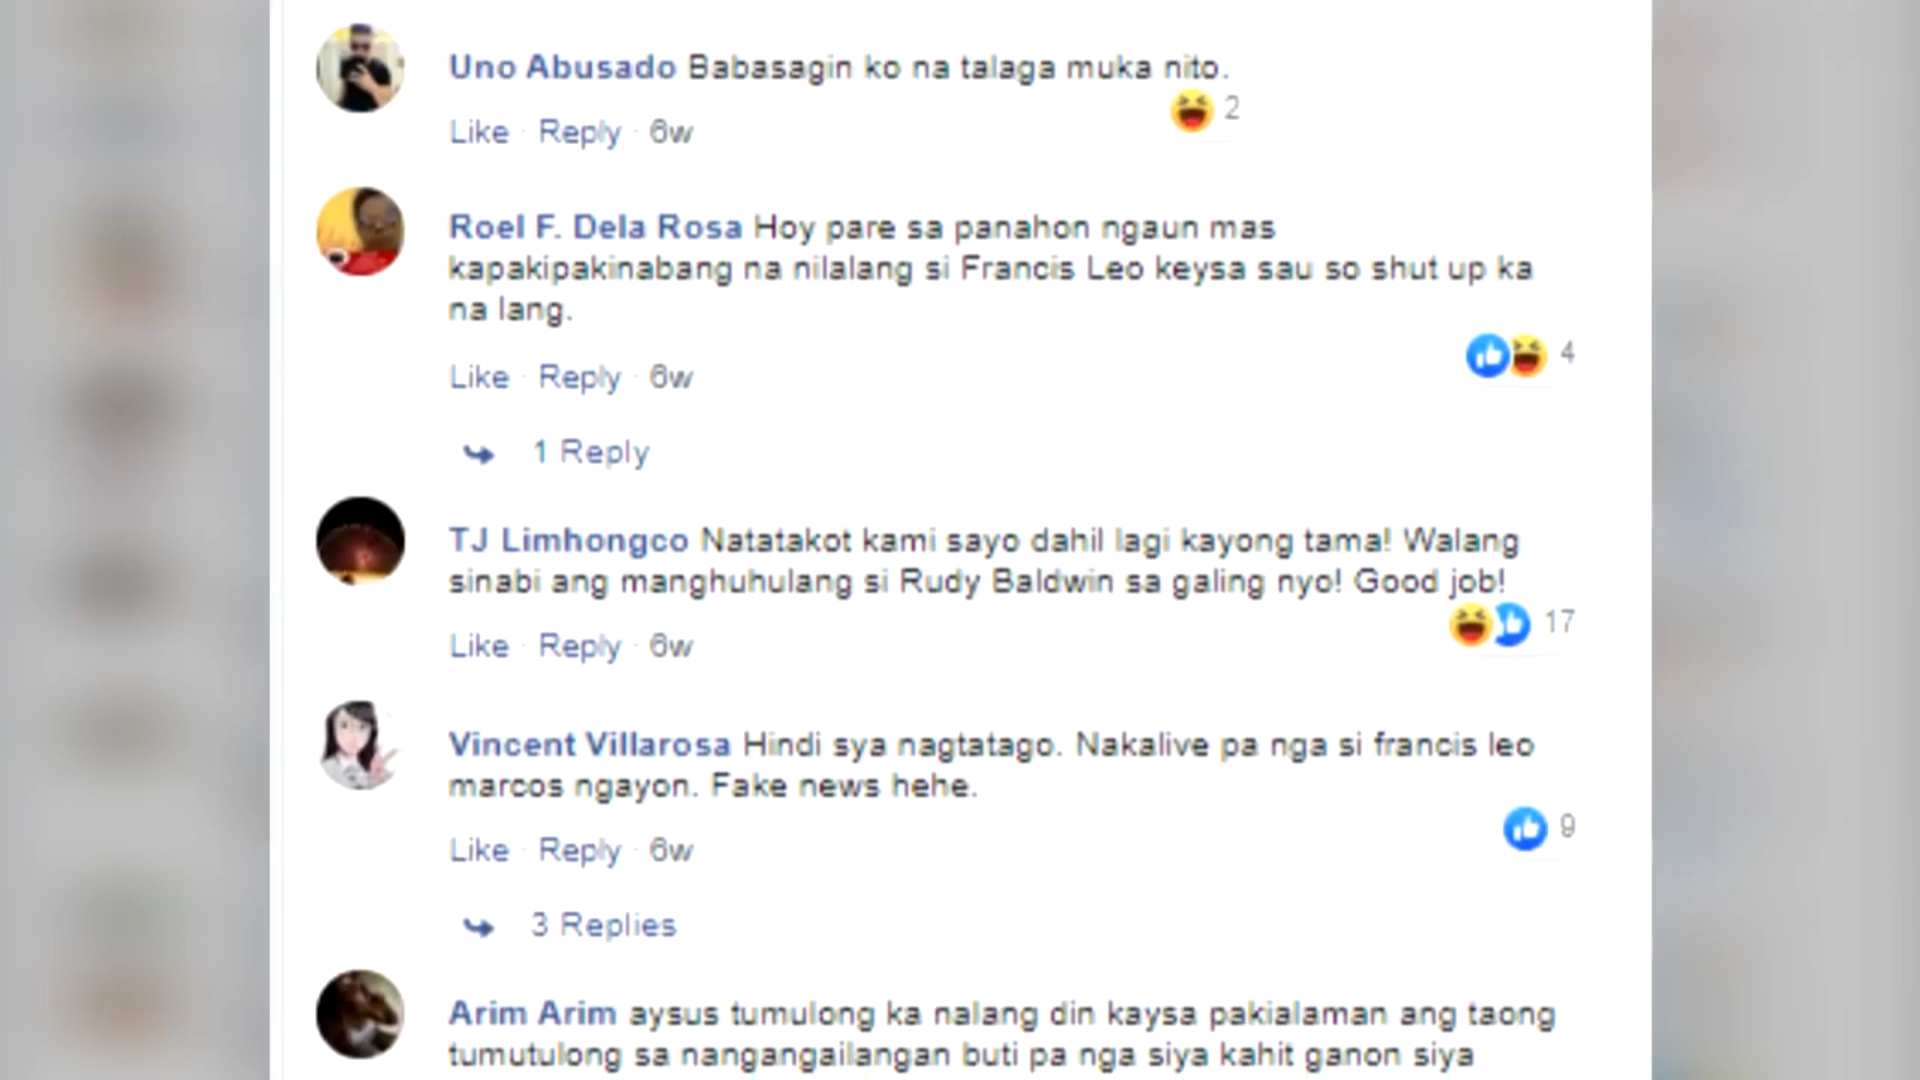 Uno Abusado Babasagin ko na talaga muka nito.
2
Like · Reply · 6w
Roel F. Dela Rosa Hoy pare sa panahon ngaun mas
kapakipakinabang na nilalang si Francis Leo keysa sau so shut up ka
na lang.
4
Like · Reply · 6w
1 Reply
TJ Limhongco Natatakot kami sayo dahil lagi kayong tama! Walang
sinabi ang manghuhulang si Rudy Baldwin sa galing nyo! Good job!
17
Like · Reply · 6w
Vincent Villarosa Hindi sya nagtatago. Nakalive pa nga si francis leo
marcos ngayon. Fake news hehe.
9
Like · Reply · 6w
3 Replies
Arim Arim aysus tumulong ka nalang din kaysa pakialaman ang taong
tumutulong sa nangangailangan buti pa nga siya kahit ganon siya